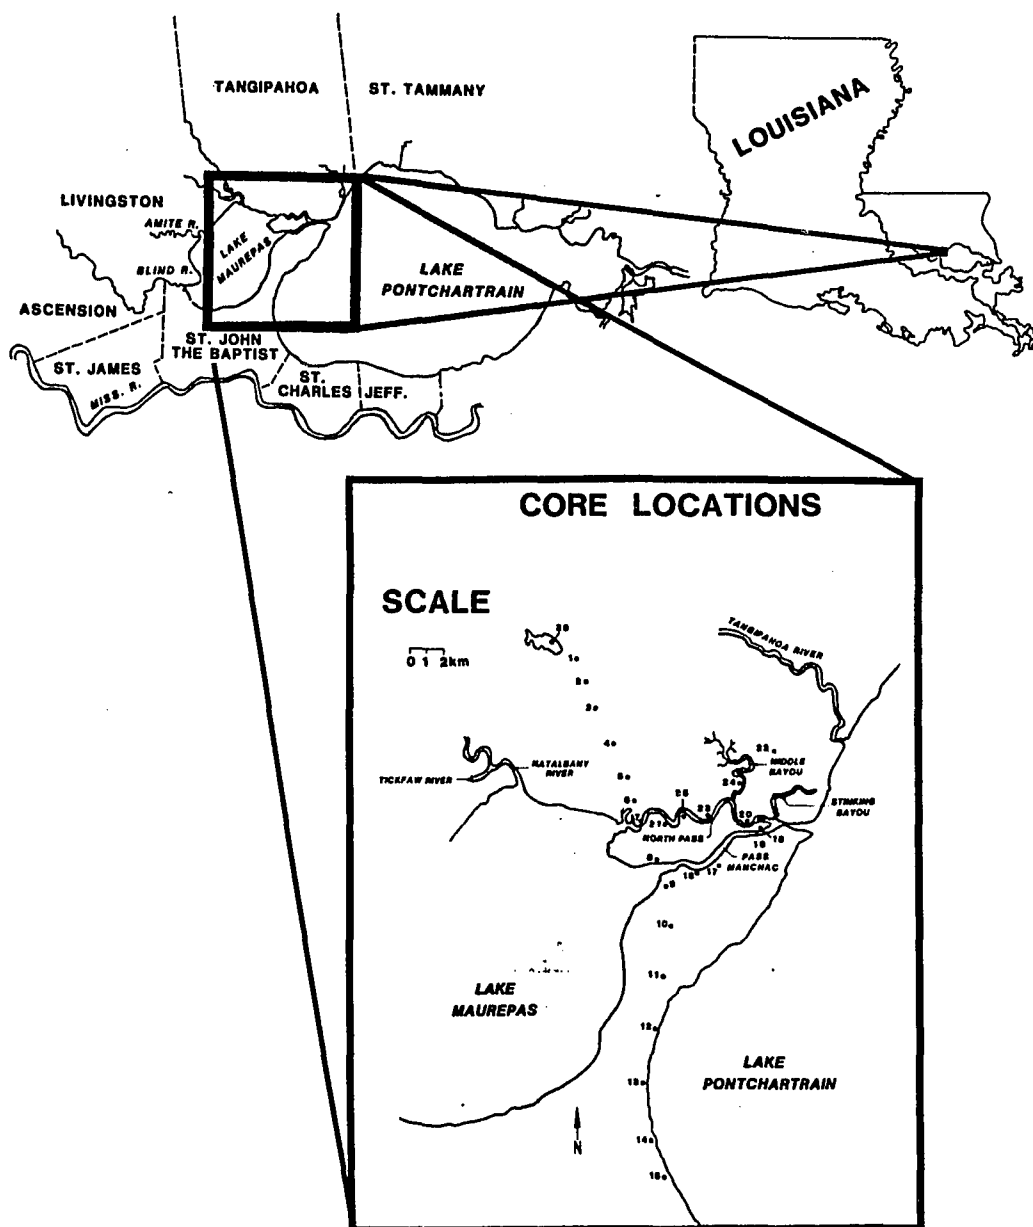 TANGIPAHOA
ST. TAMMANY
LOUISIANA
LIVINGSTON
AMITE R.
LAKE
MAUREPAS
BLIND R.
LAKE
PONTCHARTRAIN
ASCENSION
ST. JOHN
THE BAPTIST
ST. JAMES
MISS. R.
ST.
CHARLES
JEFF.
CORE LOCATIONS
SCALE
0 1 2km
TANGIPAHOA RIVER
1
2
3
4
5
6
TICKFAW RIVER
NATALBANY
RIVER
22
MIDDLE
BAYOU
24
STINKING
BAYOU
25
23
20
21
NORTH PASS
19
18
PASS
MANCHAC
8
9
16
17
10
11
LAKE
MAUREPAS
12
13
LAKE
PONTCHARTRAIN
N
14
15